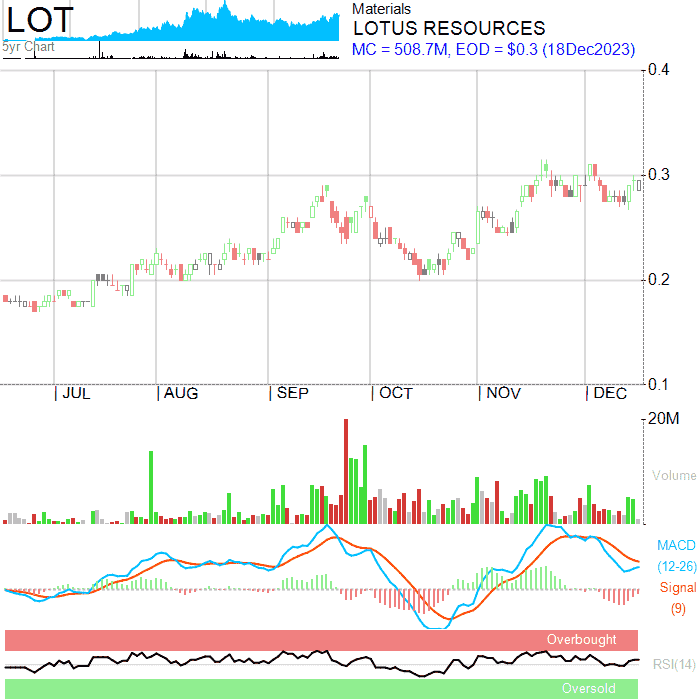 LOT
5yr Chart
Materials
LOTUS RESOURCES
MC = 508.7M, EOD = $0.3 (18Dec2023)
0.4
0.3
0.2
0.1
| JUL | AUG | SEP | OCT | NOV | DEC
20M
Volume
MACD
(12-26)
Signal
(9)
Overbought
RSI(14)
Oversold